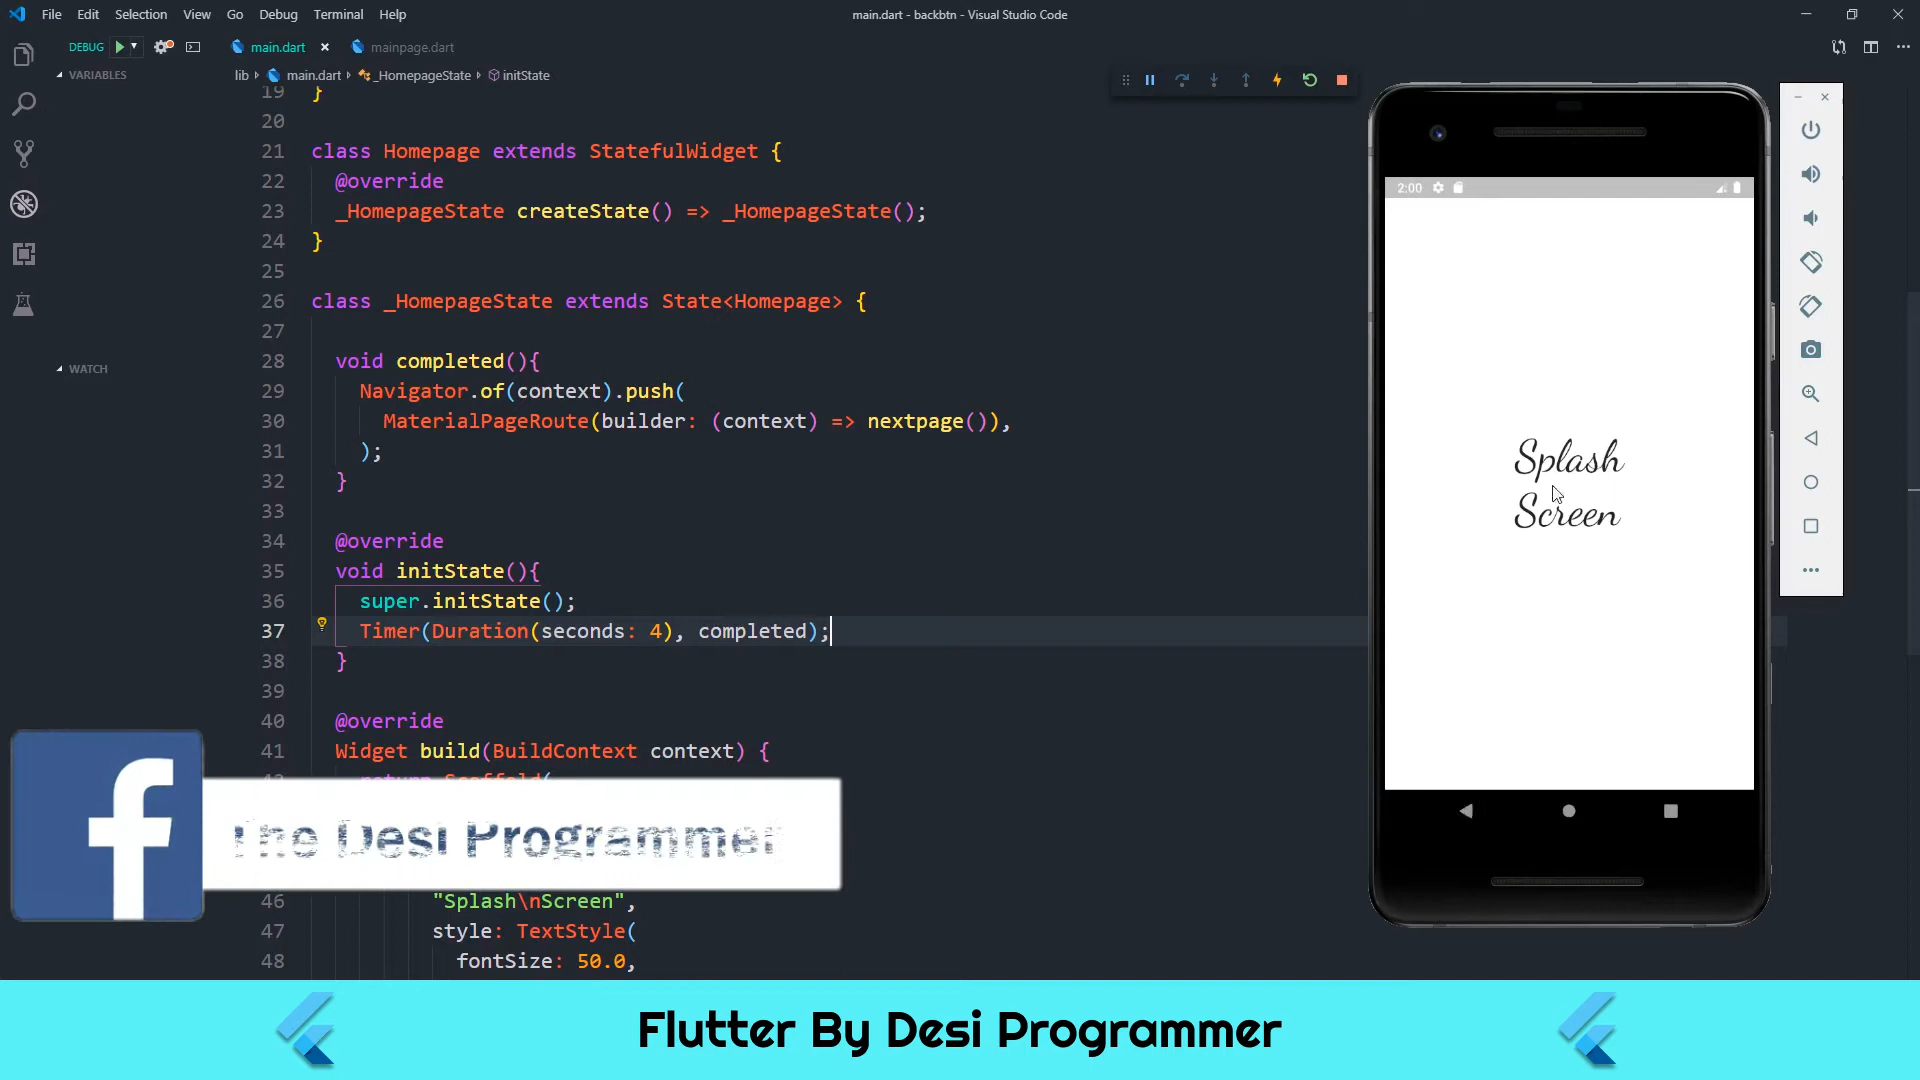 File Edit Selection View Go Debug Terminal Help
main.dart - backbtn - Visual Studio Code
DEBUG
main.dart
mainpage.dart
VARIABLES
lib main.dart _HomepageState initState
19 }
20
21 class Homepage extends StatefulWidget {
22 @override
23 _HomepageState createState() => _HomepageState();
24 }
25
26 class _HomepageState extends State<Homepage> {
27
28 void completed(){
29 Navigator.of(context).push(
30 MaterialPageRoute(builder: (context) => nextpage()),
31 );
32 }
33
34 @override
35 void initState(){
36 super.initState();
37 Timer(Duration(seconds: 4), completed);
38 }
39
40 @override
41 Widget build(BuildContext context) {
46 "Splash\nScreen",
47 style: TextStyle(
48 fontSize: 50.0,
WATCH
2:00
Splash
Screen
The Desi Programmer
Flutter By Desi Programmer